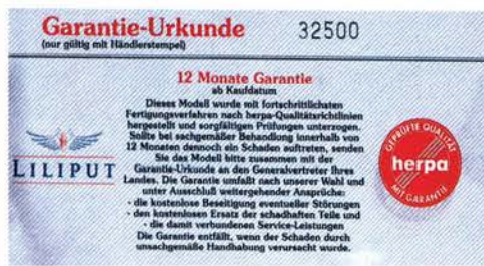 Garantie-Urkunde 32500
(nur gültig mit Händlerstempel)
12 Monate Garantie
ab Kaufdatum
Dieses Modell wurde mit fortschrittlichsten
Fertigungsverfahren nach herpa-Qualitätsrichtlinien
hergestellt und sorgfältigen Prüfungen unterzogen.
Sollte bei sachgemäßer Behandlung innerhalb von
12 Monaten dennoch ein Schaden auftreten, senden
Sie das Modell bitte zusammen mit der
Garantie-Urkunde an den Generalvertreter Ihres
Landes. Die Garantie umfaßt nach unserer Wahl und
unter Ausschluß weitergehender Ansprüche:
- die kostenlose Beseitigung eventueller Störungen
- den kostenlosen Ersatz der schadhaften Teile und
- die damit verbundenen Service-Leistungen
Die Garantie entfällt, wenn der Schaden durch
unsachgemäße Handhabung verursacht wurde.
LILIPUT
GEPRÜFTE QUALITÄT
herpa
MIT GARANTIE